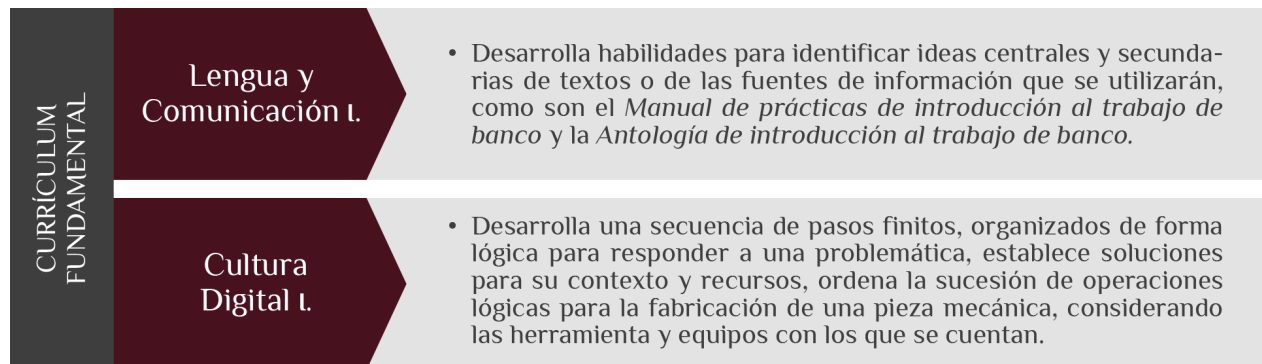 CURRÍCULUM
FUNDAMENTAL
Lengua y
Comunicación I.
• Desarrolla habilidades para identificar ideas centrales y secunda-
rias de textos o de las fuentes de información que se utilizarán,
como son el Manual de prácticas de introducción al trabajo de
banco y la Antología de introducción al trabajo de banco.
Cultura
Digital I.
• Desarrolla una secuencia de pasos finitos, organizados de forma
lógica para responder a una problemática, establece soluciones
para su contexto y recursos, ordena la sucesión de operaciones
lógicas para la fabricación de una pieza mecánica, considerando
las herramienta y equipos con los que se cuentan.